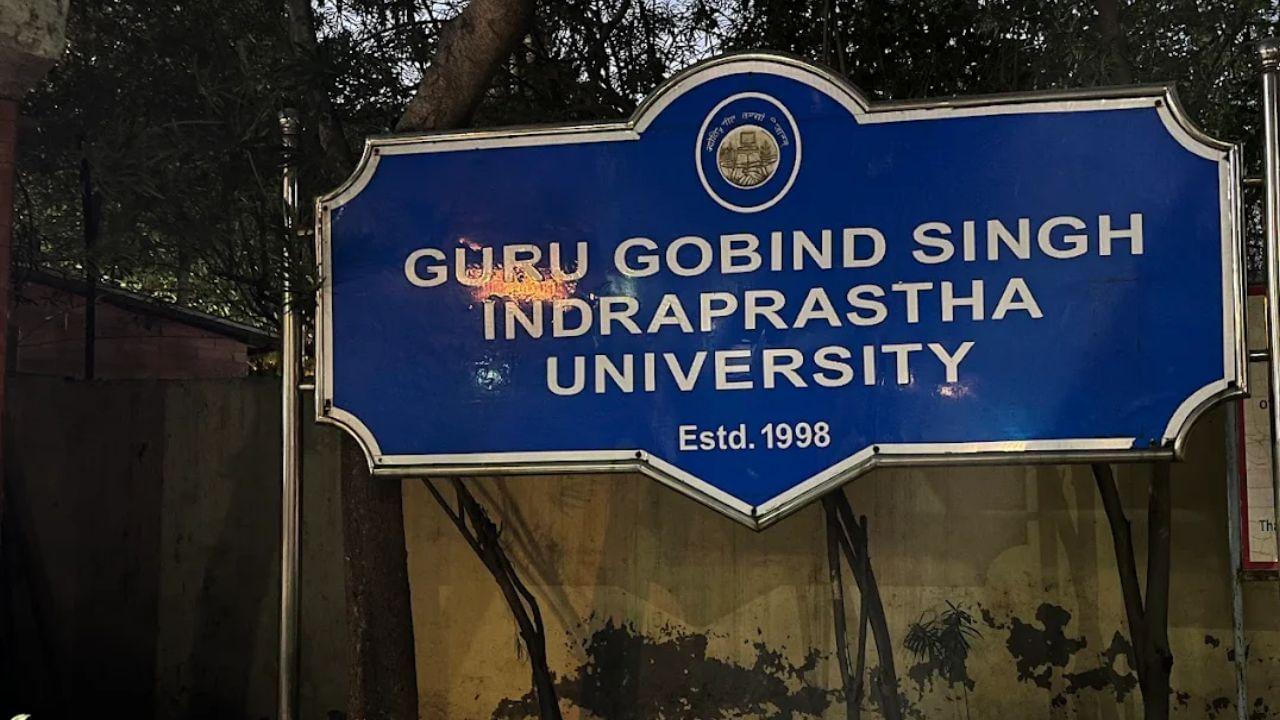 GURU GOBIND SINGH
INDRAPRASTHA
UNIVERSITY
Estd. 1998